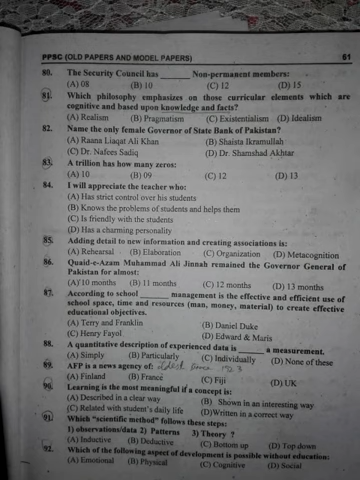 PPSC (OLD PAPERS AND MODEL PAPERS) 61
80. The Security Council has ______ Non-permanent members:
(A) 08 (B) 10 (C) 12 (D) 15
81. Which philosophy emphasizes on those curricular elements which are
cognitive and based upon knowledge and facts?
(A) Realism (B) Pragmatism (C) Existentialism (D) Idealism
82. Name the only female Governor of State Bank of Pakistan?
(A) Raana Liaqat Ali Khan (B) Shaista Ikramullah
(C) Dr. Nafees Sadiq (D) Dr. Shamshad Akhtar
83. A trillion has how many zeros:
(A) 10 (B) 09 (C) 12 (D) 13
84. I will appreciate the teacher who:
(A) Has strict control over his students
(B) Knows the problems of students and helps them
(C) Is friendly with the students
(D) Has a charming personality
85. Adding detail to new information and creating associations is:
(A) Rehearsal (B) Elaboration (C) Organization (D) Metacognition
86. Quaid-e-Azam Muhammad Ali Jinnah remained the Governor General of
Pakistan for almost:
(A) 10 months (B) 11 months (C) 12 months (D) 13 months
87. According to school ______ management is the effective and efficient use of
school space, time and resources (man, money, material) to create effective
educational objectives.
(A) Terry and Franklin (B) Daniel Duke
(C) Henry Fayol (D) Edward & Maris
88. A quantitative description of experienced data is ______ a measurement.
(A) Simply (B) Particularly (C) Individually (D) None of these
89. AFP is a news agency of:
(A) Finland (B) France (C) Fiji (D) UK
90. Learning is the most meaningful if a concept is:
(A) Described in a clear way (B) Shown in an interesting way
(C) Related with student's daily life (D) Written in a correct way
91. Which "scientific method" follows these steps:
1) observations/data 2) Patterns 3) Theory ?
(A) Inductive (B) Deductive (C) Bottom up (D) Top down
92. Which of the following aspect of development is possible without education:
(A) Emotional (B) Physical (C) Cognitive (D) Social